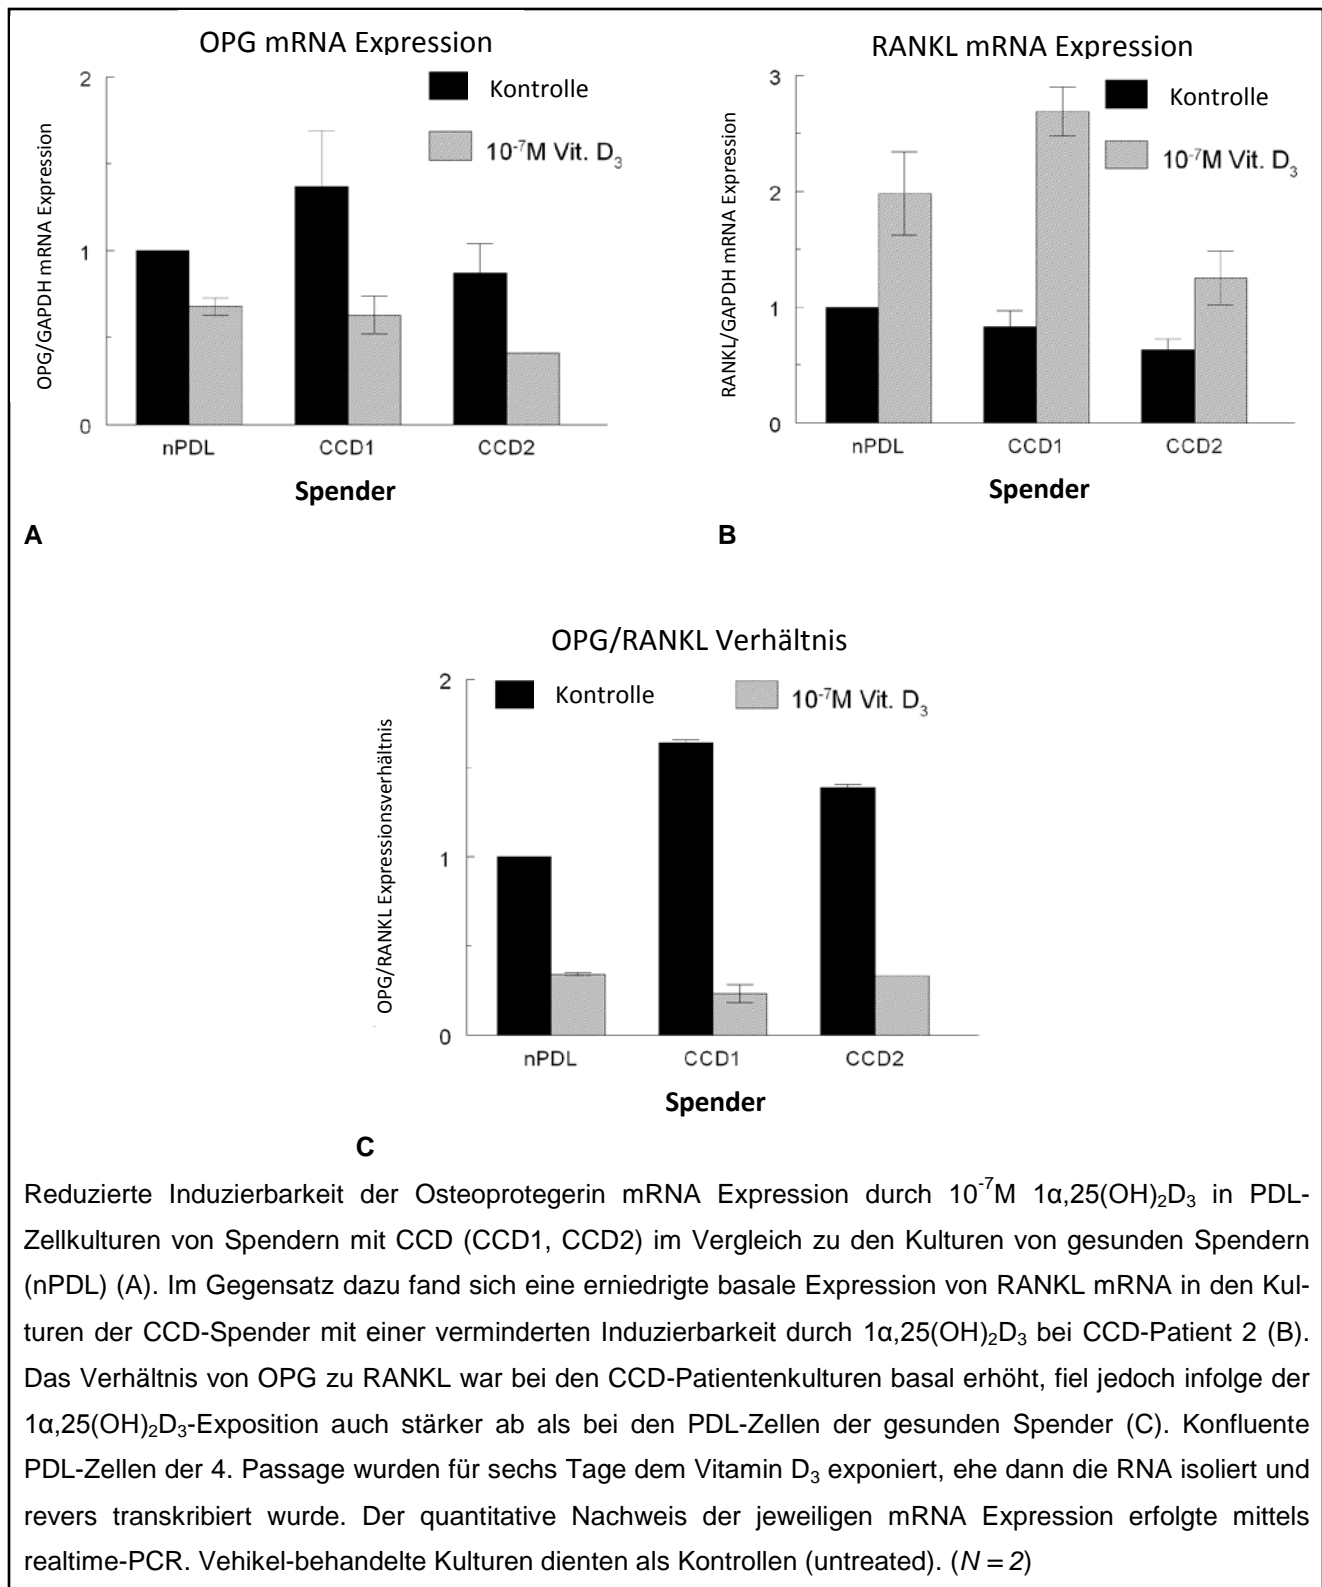 OPG mRNA Expression
2
1
0
OPG/GAPDH mRNA Expression
Kontrolle
10⁻⁷M Vit. D₃
nPDL CCD1 CCD2
Spender
A
RANKL mRNA Expression
3
2
1
0
RANKL/GAPDH mRNA Expression
Kontrolle
10⁻⁷M Vit. D₃
nPDL CCD1 CCD2
Spender
B
OPG/RANKL Verhältnis
2
1
0
OPG/RANKL Expressionsverhältnis
Kontrolle
10⁻⁷M Vit. D₃
nPDL CCD1 CCD2
Spender
C
Reduzierte Induzierbarkeit der Osteoprotegerin mRNA Expression durch 10⁻⁷M 1α,25(OH)₂D₃ in PDL-
Zellkulturen von Spendern mit CCD (CCD1, CCD2) im Vergleich zu den Kulturen von gesunden Spendern
(nPDL) (A). Im Gegensatz dazu fand sich eine erniedrigte basale Expression von RANKL mRNA in den Kul-
turen der CCD-Spender mit einer verminderten Induzierbarkeit durch 1α,25(OH)₂D₃ bei CCD-Patient 2 (B).
Das Verhältnis von OPG zu RANKL war bei den CCD-Patientenkulturen basal erhöht, fiel jedoch infolge der
1α,25(OH)₂D₃-Exposition auch stärker ab als bei den PDL-Zellen der gesunden Spender (C). Konfluente
PDL-Zellen der 4. Passage wurden für sechs Tage dem Vitamin D₃ exponiert, ehe dann die RNA isoliert und
revers transkribiert wurde. Der quantitative Nachweis der jeweiligen mRNA Expression erfolgte mittels
realtime-PCR. Vehikel-behandelte Kulturen dienten als Kontrollen (untreated). (N = 2)